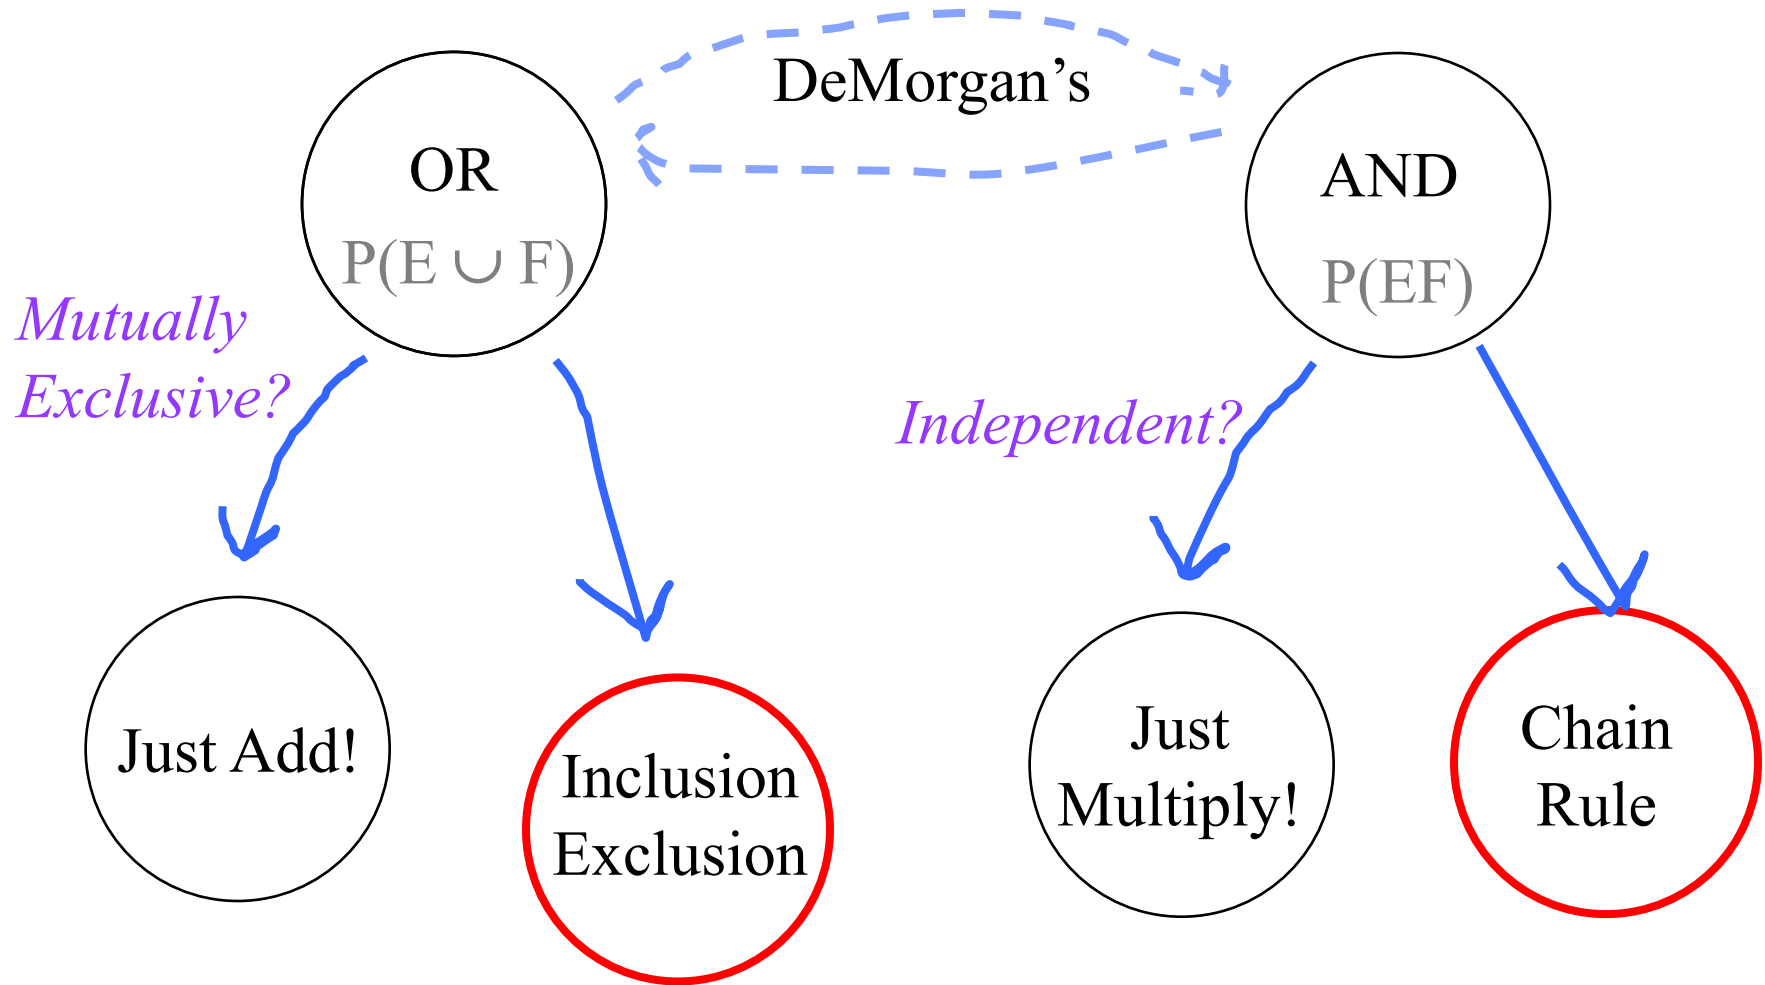 DeMorgan’s
OR
P(E ∪ F)
AND
P(EF)
Mutually
Exclusive?
Independent?
Just Add!
Inclusion
Exclusion
Just
Multiply!
Chain
Rule